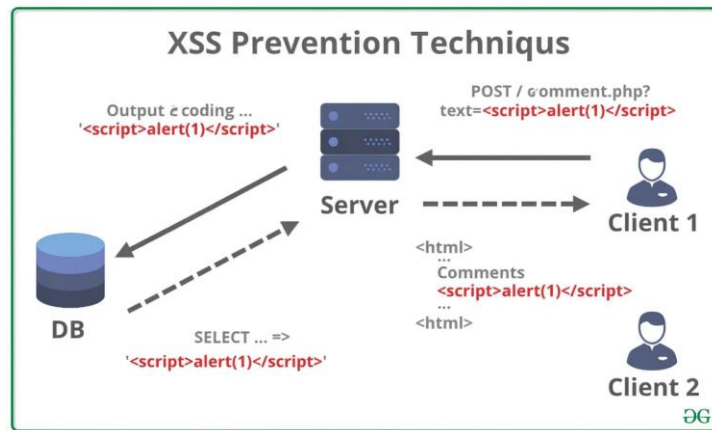 XSS Prevention Techniqus
POST / comment.php?
text=<script>alert(1)</script>
Output coding ...
'<script>alert(1)</script>'
Server
Client 1
<html>
...
Comments
<script>alert(1)</script>
...
<html>
DB
SELECT ... =>
'<script>alert(1)</script>'
Client 2